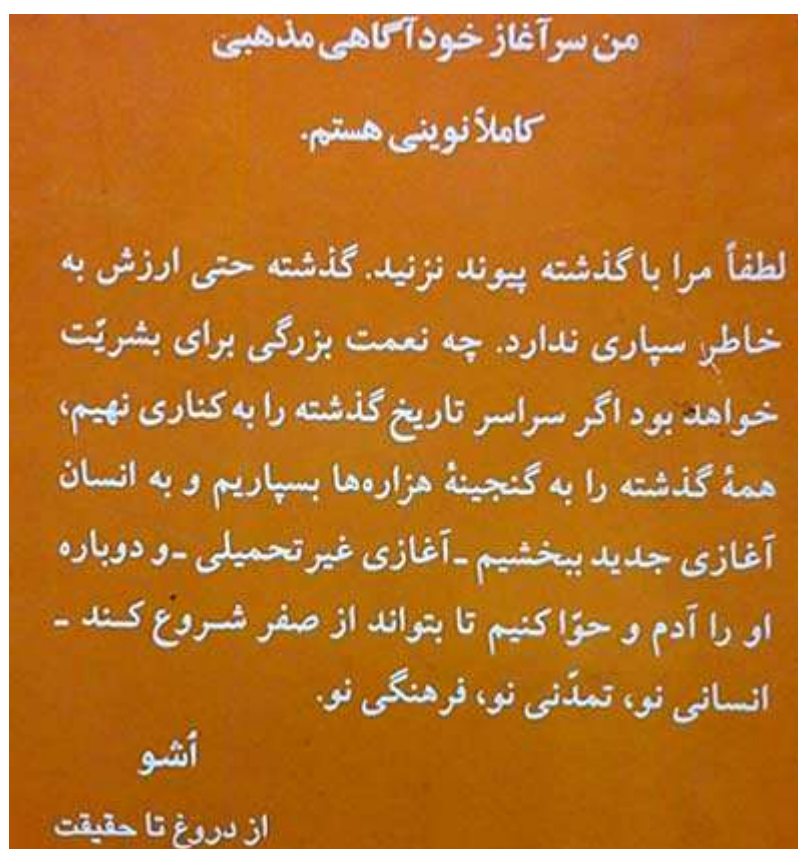 من سرآغاز خودآگاهی مذهبی
کاملاً نوینی هستم.
لطفاً مرا با گذشته پیوند نزنید. گذشته حتی ارزش به
خاطر سپاری ندارد. چه نعمت بزرگی برای بشریّت
خواهد بود اگر سراسر تاریخ گذشته را به کناری نهیم،
همهٔ گذشته را به گنجینهٔ هزاره‌ها بسپاریم و به انسان
آغازی جدید ببخشیم ـ آغازی غیرتحمیلی ـ و دوباره
او را آدم و حوّا کنیم تا بتواند از صفر شروع کند ـ
انسانی نو، تمدّنی نو، فرهنگی نو.
اُشو
از دروغ تا حقیقت